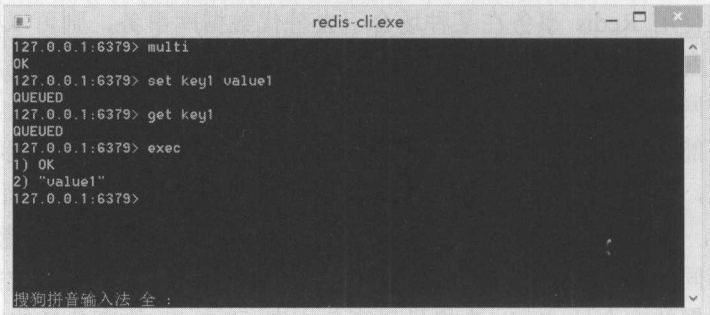 redis-cli.exe
127.0.0.1:6379> multi
OK
127.0.0.1:6379> set key1 value1
QUEUED
127.0.0.1:6379> get key1
QUEUED
127.0.0.1:6379> exec
1) OK
2) "value1"
127.0.0.1:6379>
搜狗拼音输入法 全 :